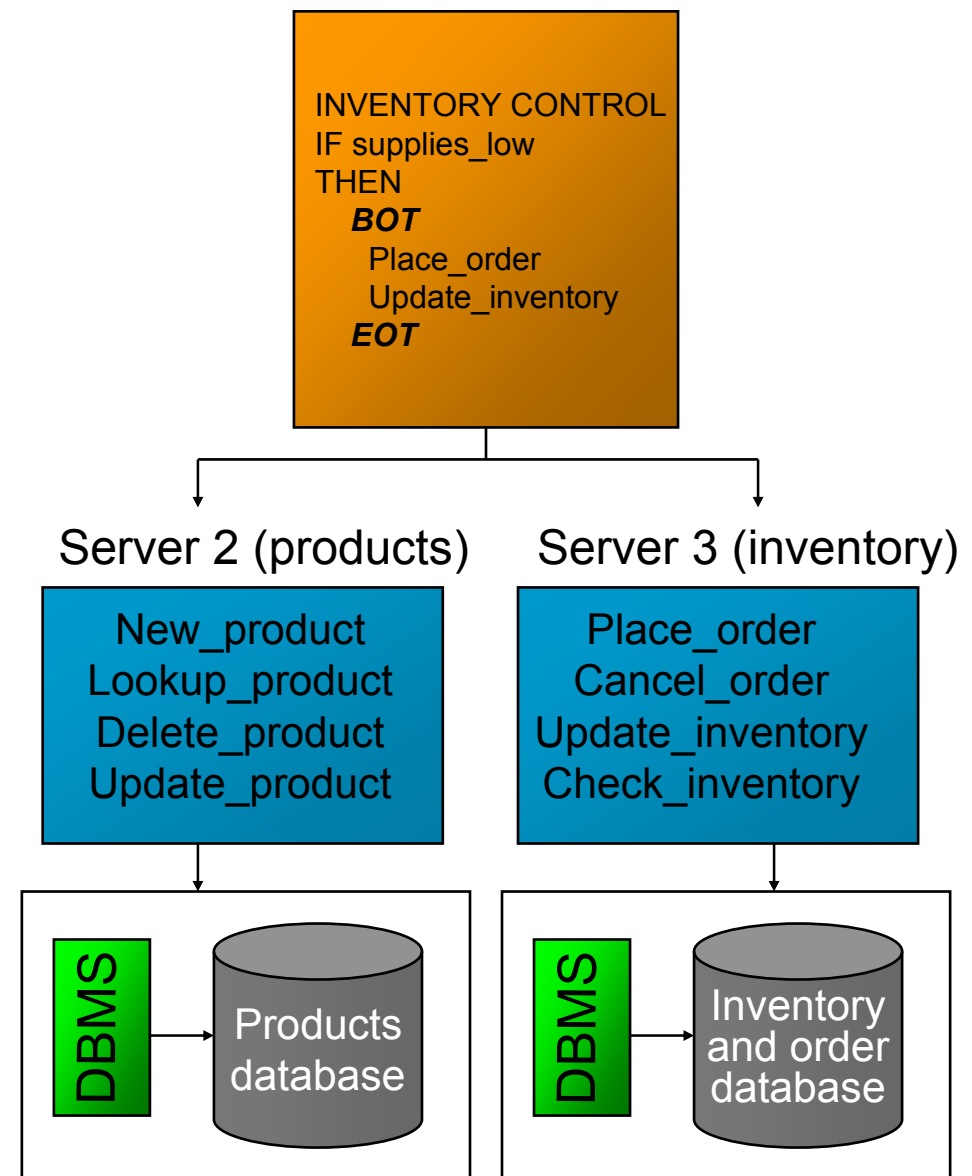 INVENTORY CONTROL
IF supplies_low
THEN
BOT
Place_order
Update_inventory
EOT
Server 2 (products)
New_product
Lookup_product
Delete_product
Update_product
DBMS
Products
database
Server 3 (inventory)
Place_order
Cancel_order
Update_inventory
Check_inventory
DBMS
Inventory
and order
database